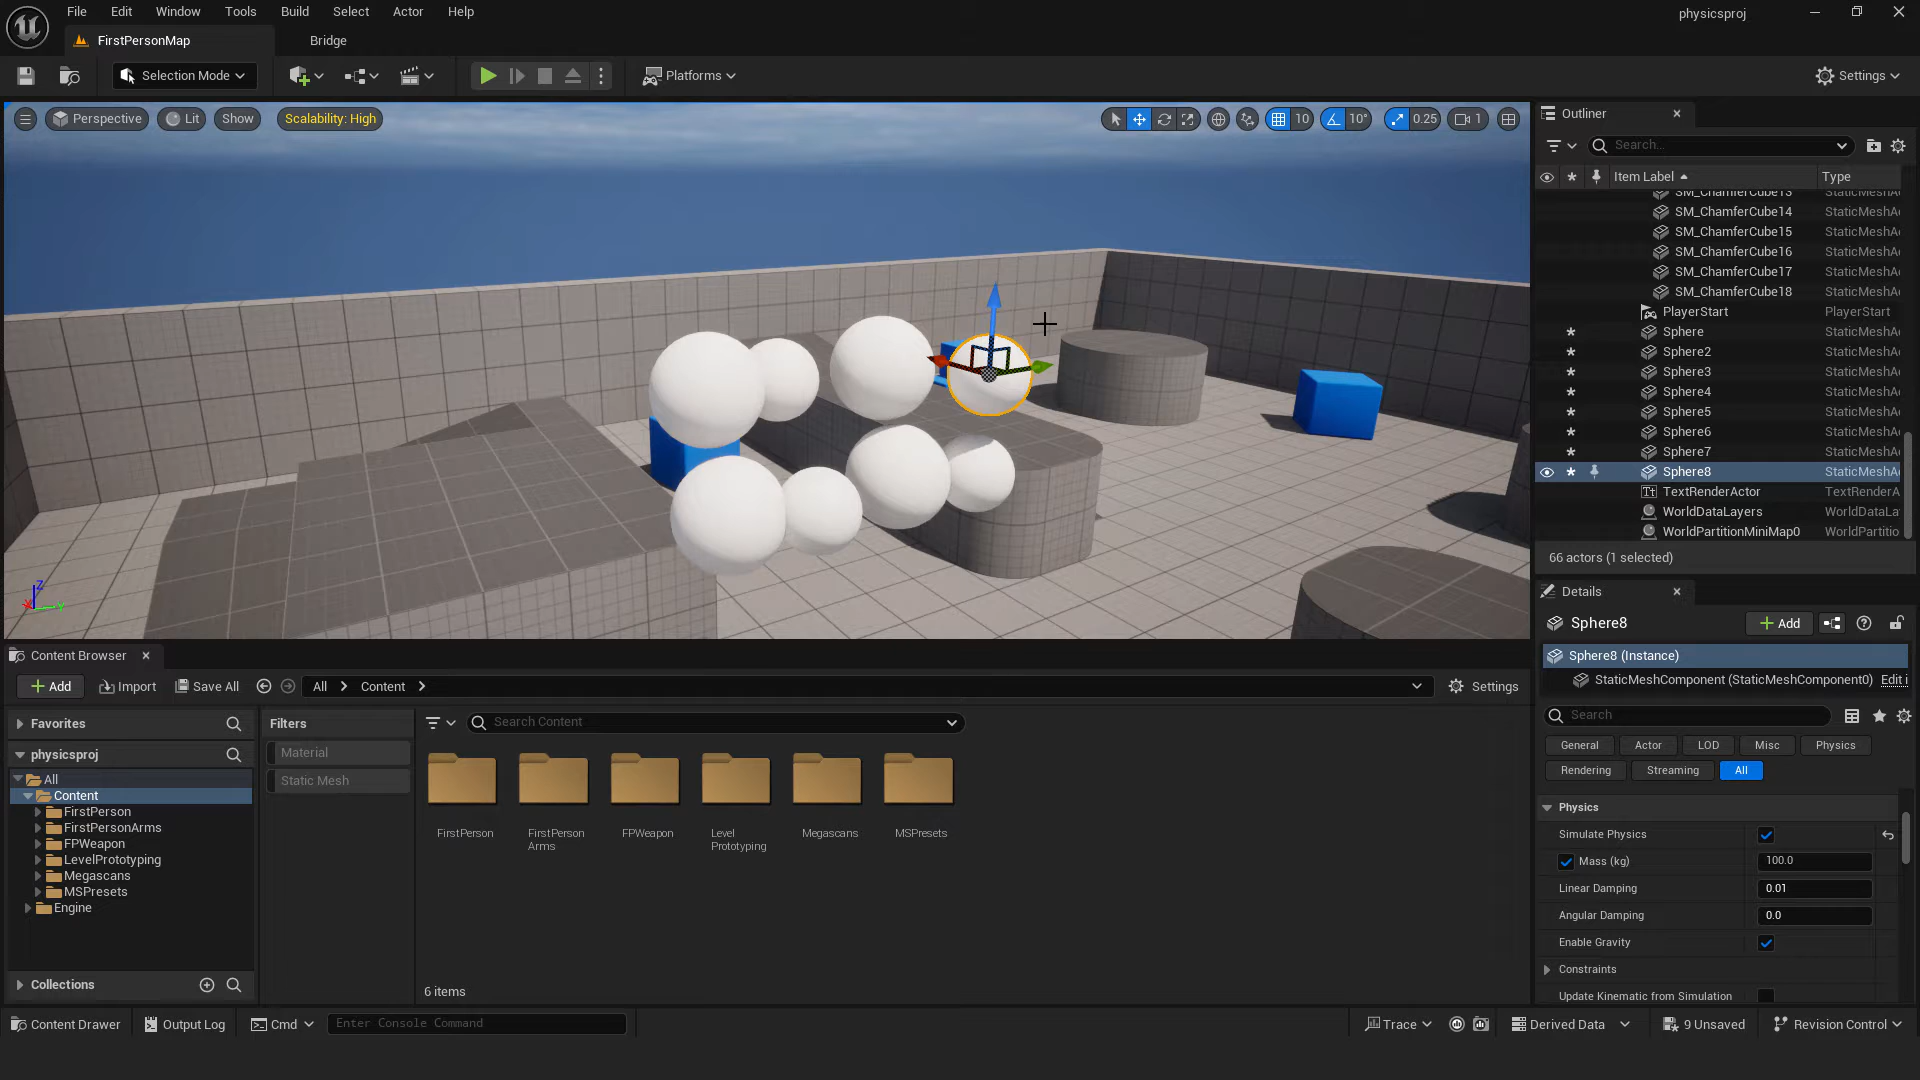 File Edit Window Tools Build Select Actor Help
physicsproj
FirstPersonMap
Bridge
Selection Mode
Platforms
Settings
Perspective
Lit
Show
Scalability: High
10
10°
0.25
1
Outliner
Search...
Item Label
Type
SM_ChamferCube13 StaticMeshA
SM_ChamferCube14 StaticMeshA
SM_ChamferCube15 StaticMeshA
SM_ChamferCube16 StaticMeshA
SM_ChamferCube17 StaticMeshA
SM_ChamferCube18 StaticMeshA
PlayerStart PlayerStart
Sphere StaticMeshA
Sphere2 StaticMeshA
Sphere3 StaticMeshA
Sphere4 StaticMeshA
Sphere5 StaticMeshA
Sphere6 StaticMeshA
Sphere7 StaticMeshA
Sphere8 StaticMeshA
TextRenderActor TextRenderA
WorldDataLayers WorldDataLa
WorldPartitionMiniMap0 WorldPartitio
66 actors (1 selected)
Details
Sphere8
Add
Sphere8 (Instance)
StaticMeshComponent (StaticMeshComponent0) Edit i
Search
General Actor LOD Misc Physics
Rendering Streaming All
Physics
Simulate Physics
Mass (kg) 100.0
Linear Damping 0.01
Angular Damping 0.0
Enable Gravity
Constraints
Update Kinematic from Simulation
Content Browser
Add
Import
Save All
All
Content
Settings
Favorites
physicsproj
All
Content
FirstPerson
FirstPersonArms
FPWeapon
LevelPrototyping
Megascans
MSPresets
Engine
Collections
Filters
Material
Static Mesh
Search Content
FirstPerson
FirstPerson
Arms
FPWeapon
Level
Prototyping
Megascans
MSPresets
6 items
Content Drawer
Output Log
Cmd
Enter Console Command
Trace
Derived Data
9 Unsaved
Revision Control
X
Y
Z